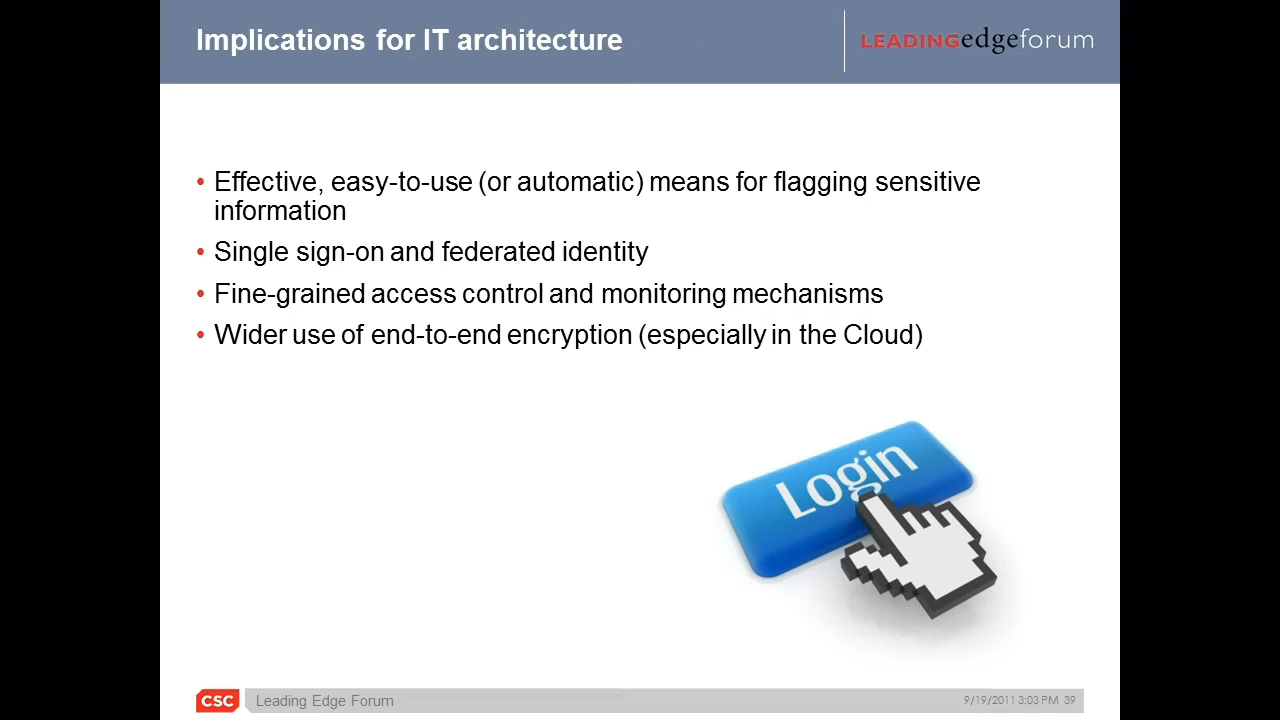 Implications for IT architecture
LEADINGedgeforum
• Effective, easy-to-use (or automatic) means for flagging sensitive
information
• Single sign-on and federated identity
• Fine-grained access control and monitoring mechanisms
• Wider use of end-to-end encryption (especially in the Cloud)
Login
CSC Leading Edge Forum 9/19/2011 3:03 PM 39